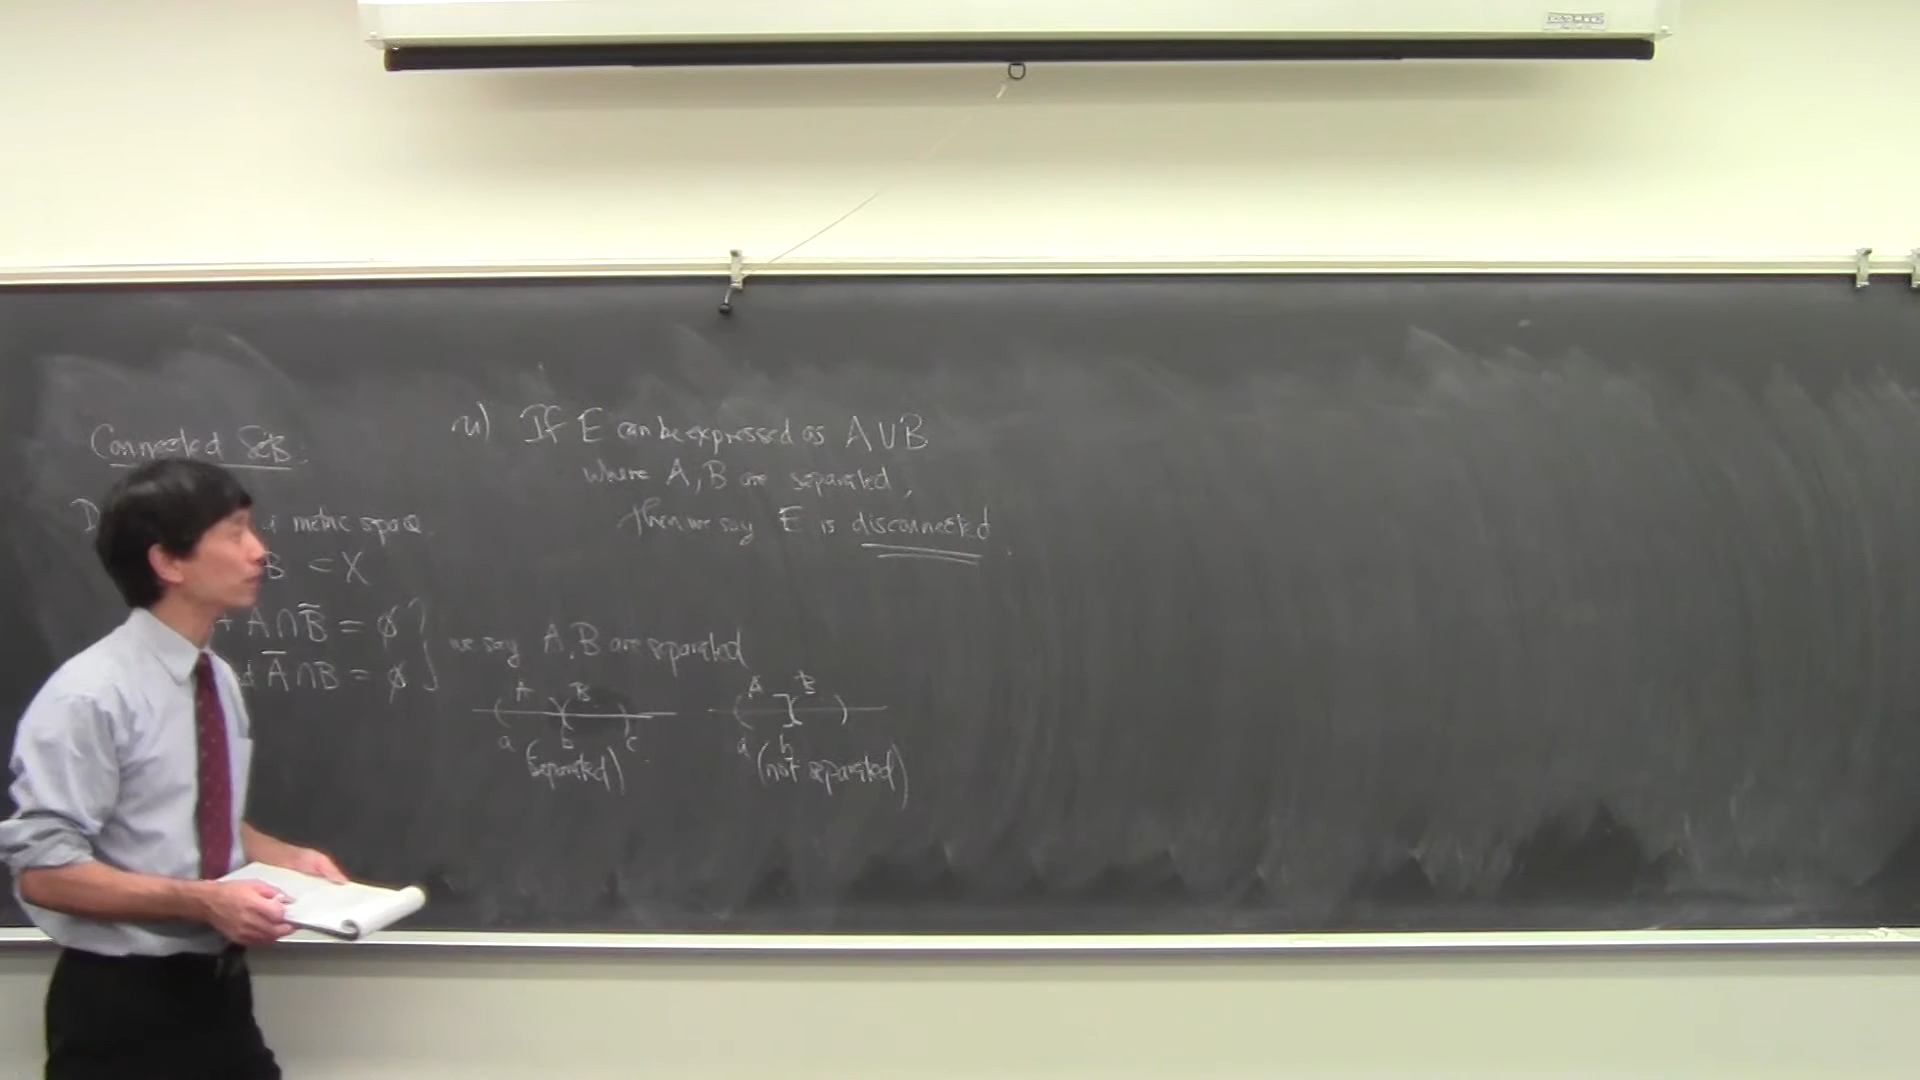 Connected Sets:
D metric space.
B ⊂ X
A ∩ B̅ = ∅
A̅ ∩ B = ∅
we say A, B are separated
A B
a b c
(separated)
A B
a b
(not separated)
ii) If E can be expressed as A ∪ B
where A, B are separated,
then we say E is disconnected.